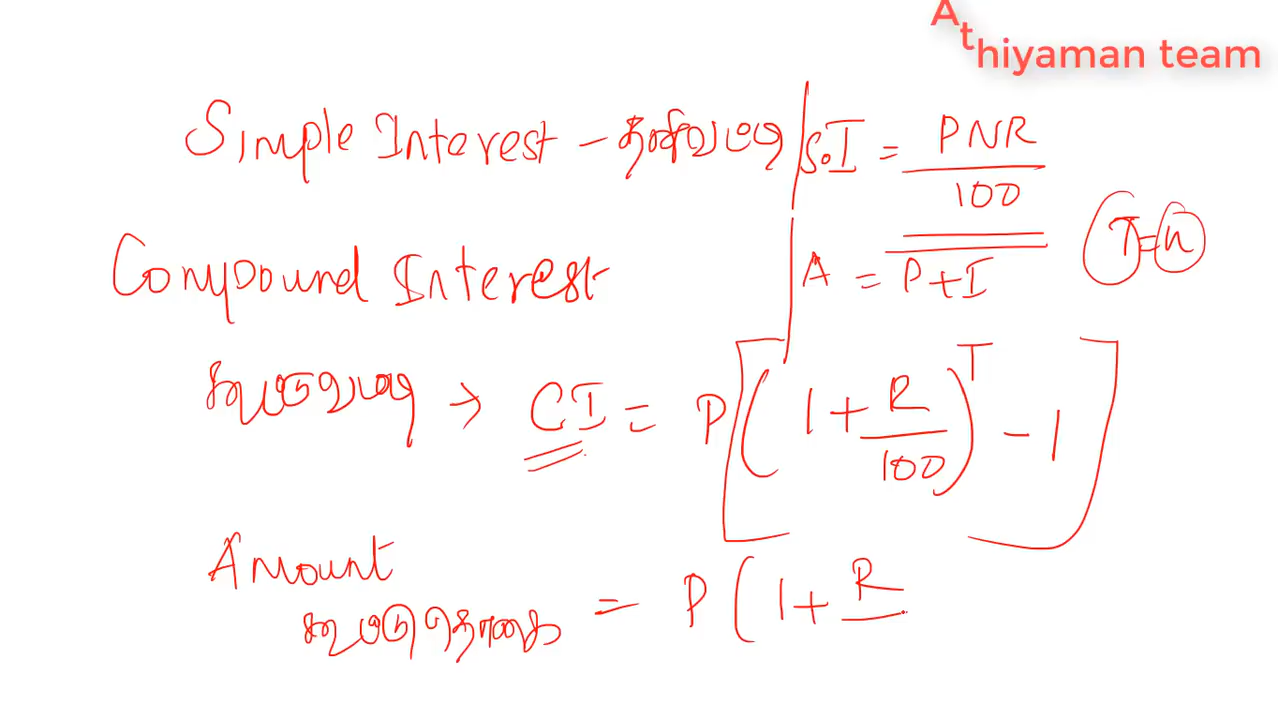 Athiyaman team
Simple Interest - தனிவட்டி
S.I = PNR / 100
T = n
Compound Interest
A = P + I
கூட்டுவட்டி → CI = P[(1 + R/100)^T - 1]
Amount
கூட்டுத்தொகை = P(1 + R